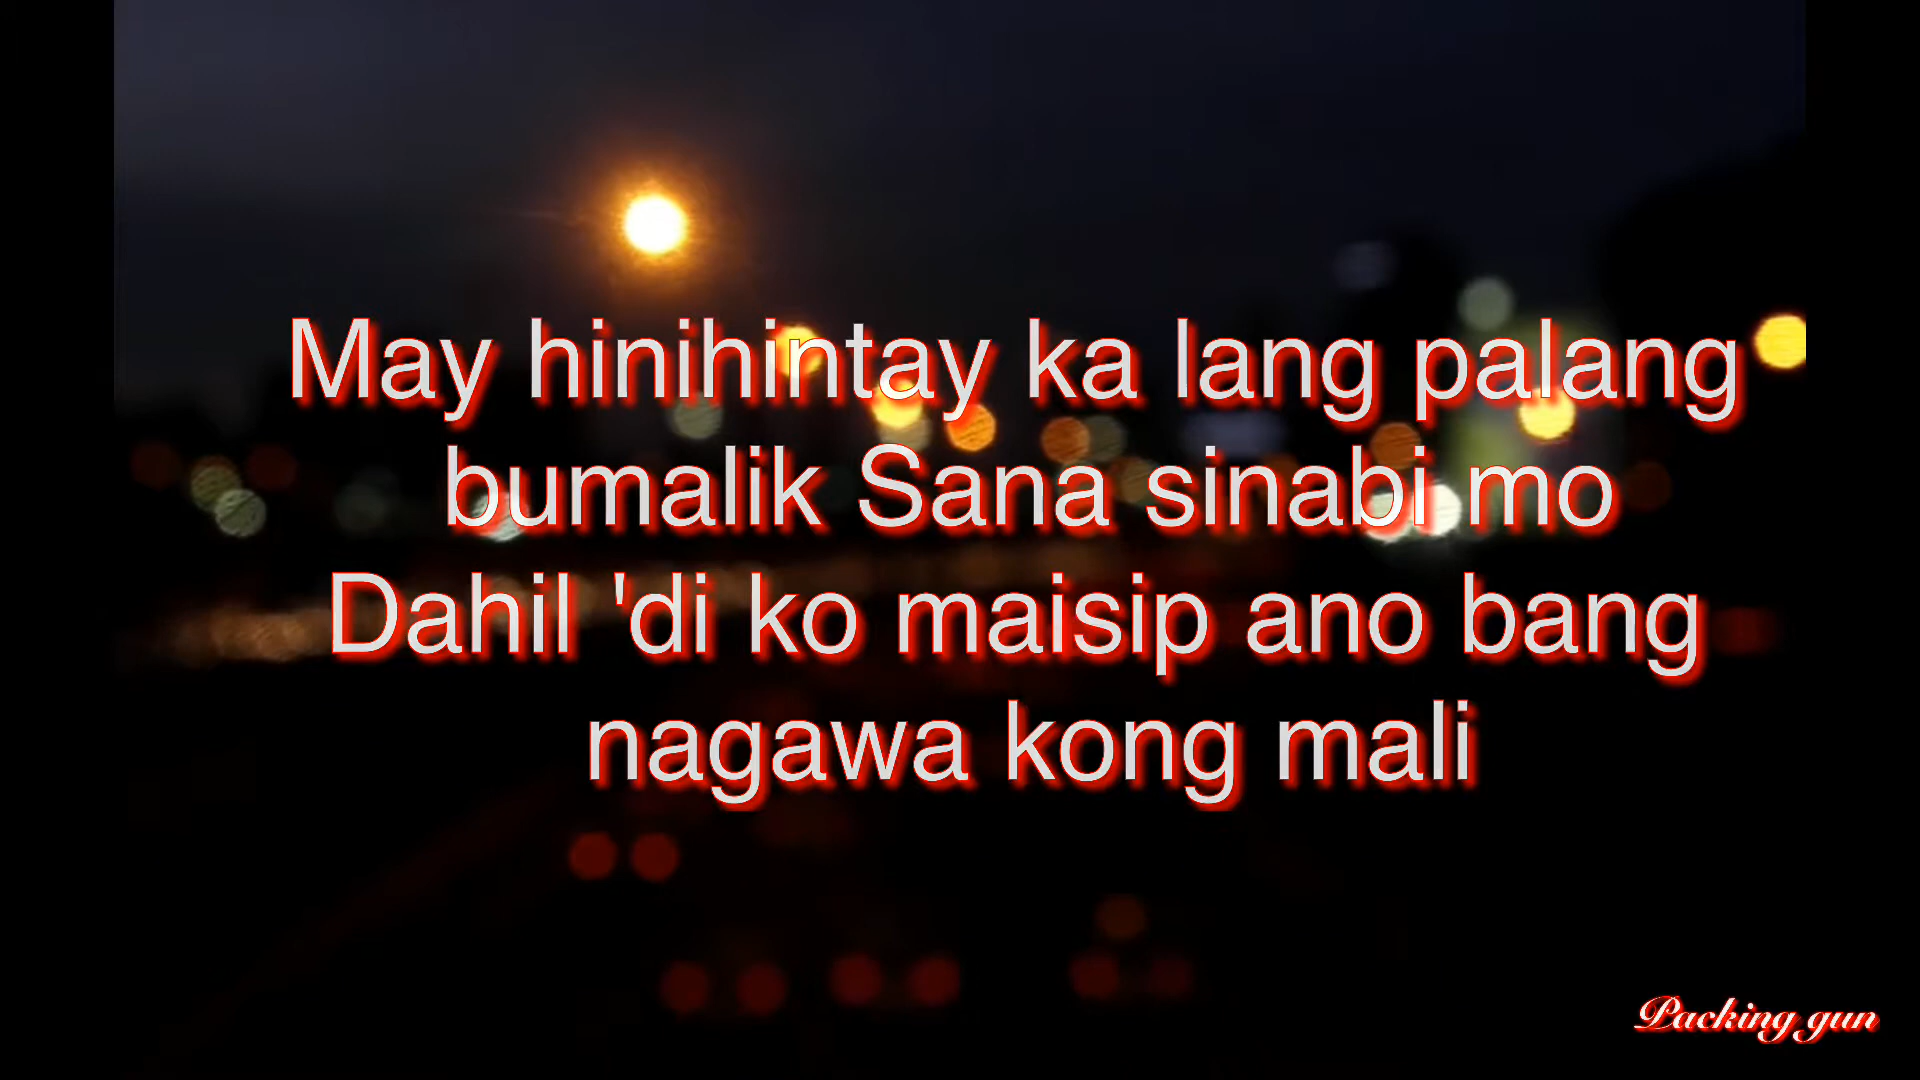 May hinihintay ka lang palang
bumalik Sana sinabi mo
Dahil 'di ko maisip ano bang
nagawa kong mali
Packing gun